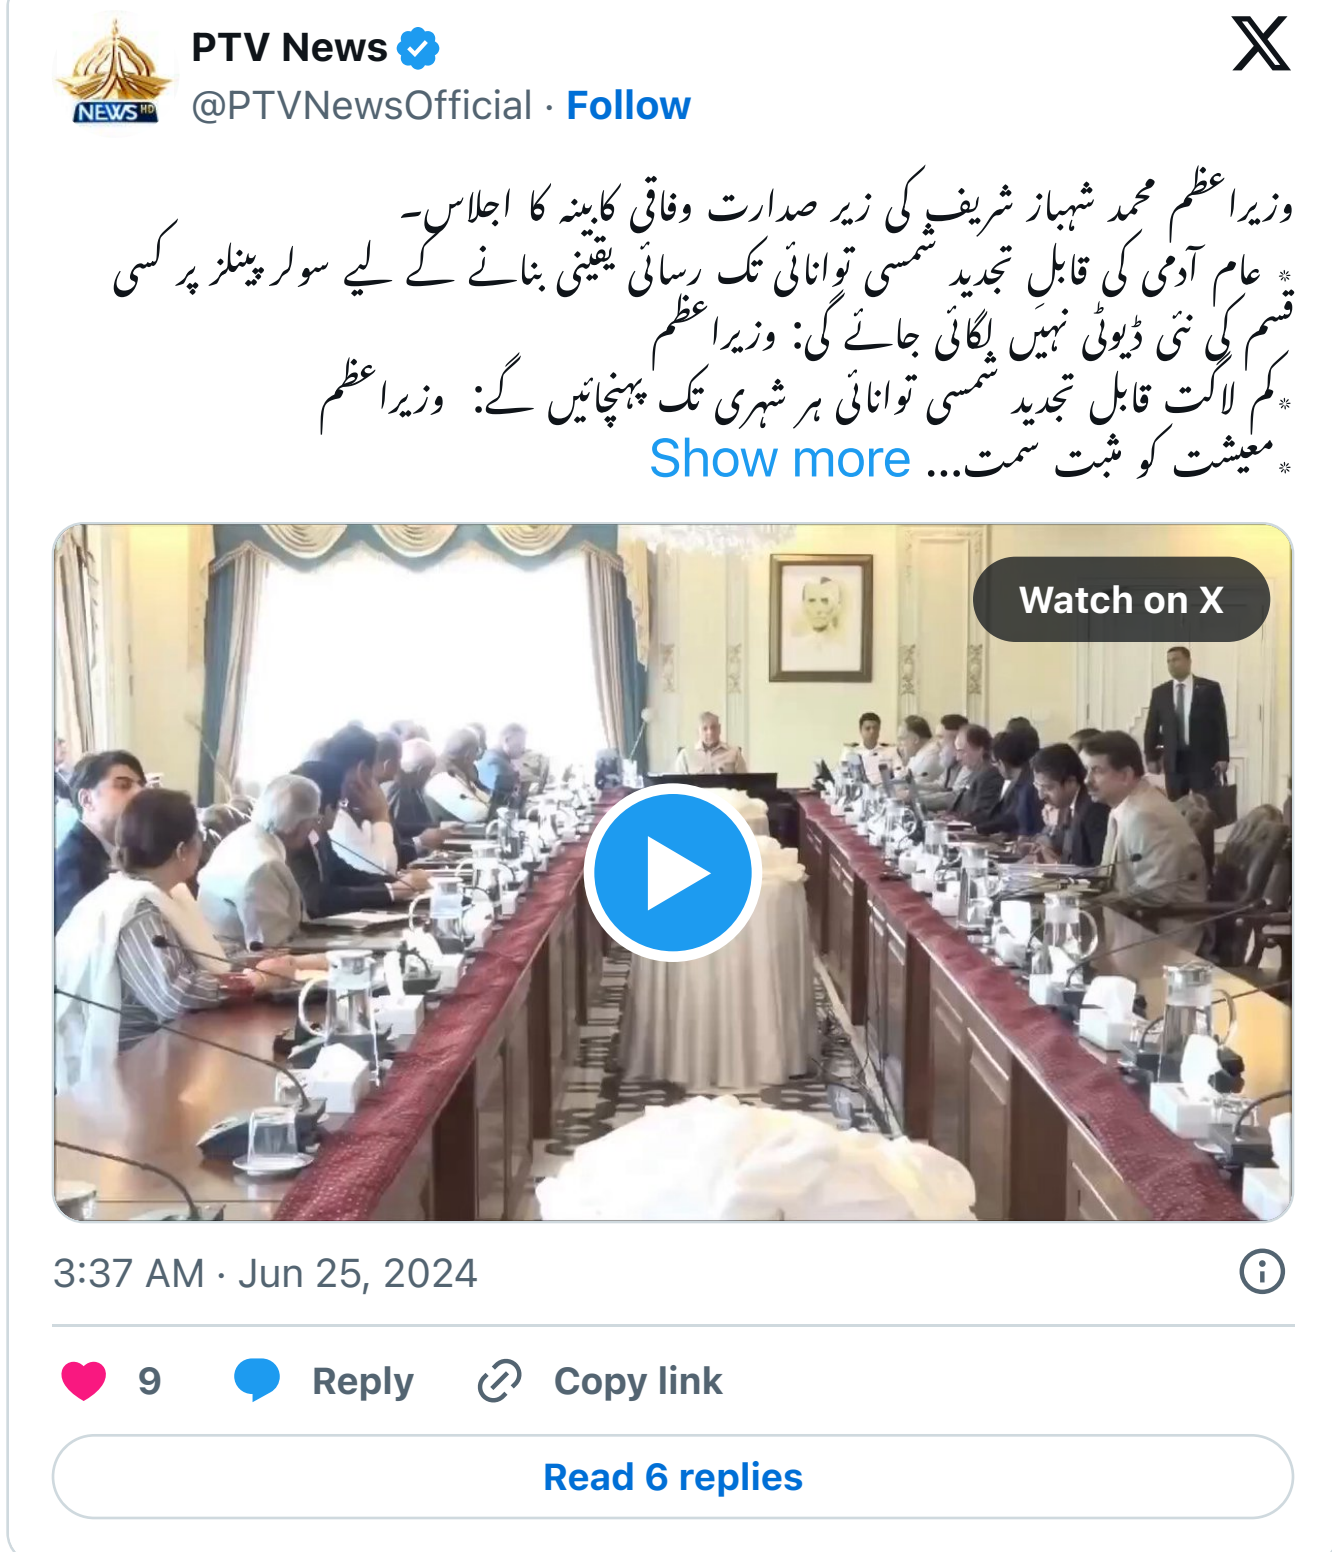 PTV News
@PTVNewsOfficial · Follow
NEWS HD
وزیراعظم محمد شہباز شریف کی زیر صدارت وفاقی کابینہ کا اجلاس۔
* عام آدمی کی قابلِ تجدید شمسی توانائی تک رسائی یقینی بنانے کے لیے سولر پینلز پر کسی
قسم کی نئی ڈیوٹی نہیں لگائی جائے گی: وزیراعظم
*کم لاگت قابل تجدید شمسی توانائی ہر شہری تک پہنچائیں گے: وزیراعظم
*معیشت کو مثبت سمت... Show more
Watch on X
3:37 AM · Jun 25, 2024
9 Reply Copy link
Read 6 replies